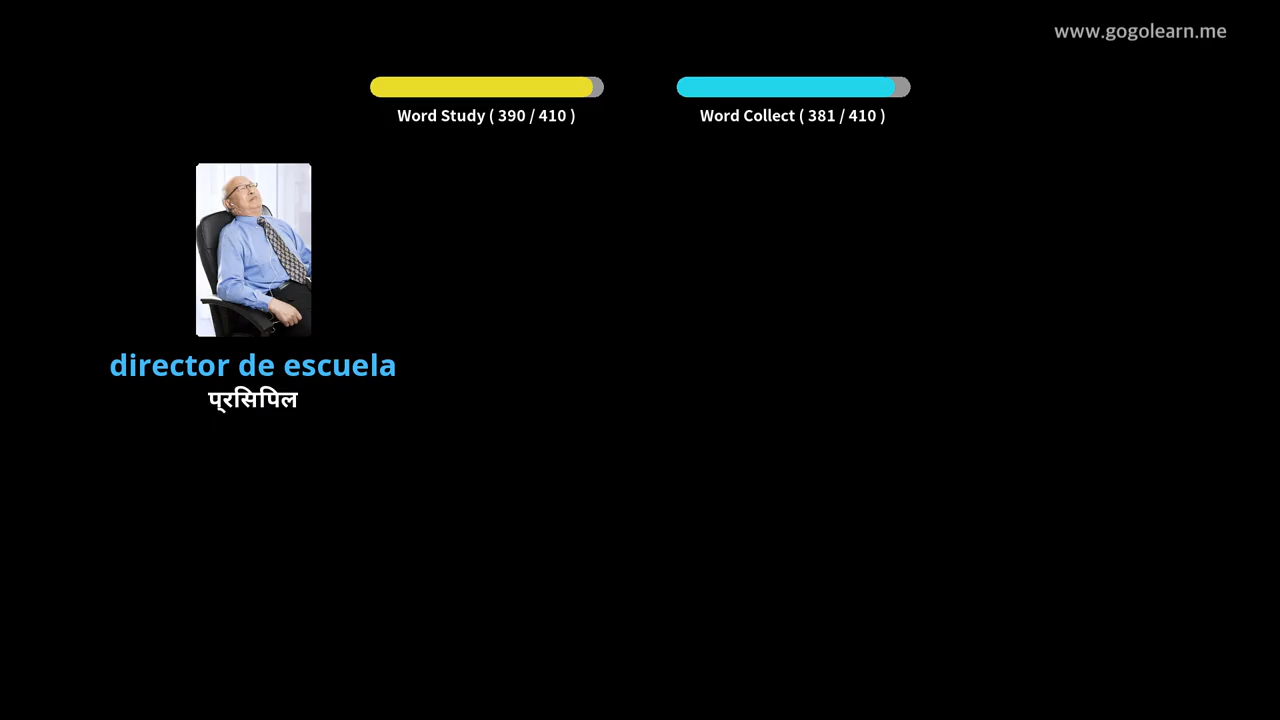 www.gogolearn.me
Word Study ( 390 / 410 )
Word Collect ( 381 / 410 )
director de escuela
प्रसिपिल